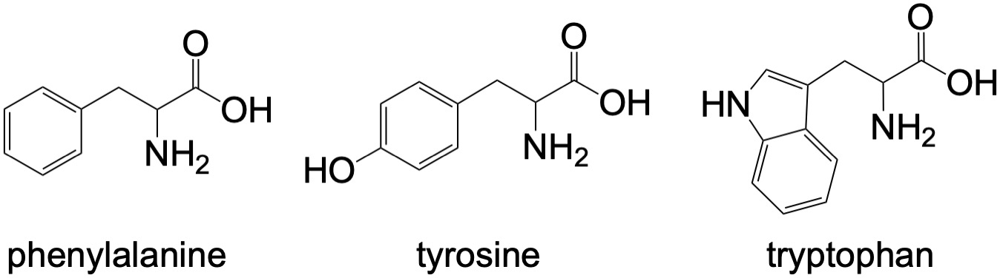 O
OH
NH2
phenylalanine
O
OH
NH2
HO
tyrosine
O
OH
NH2
HN
tryptophan